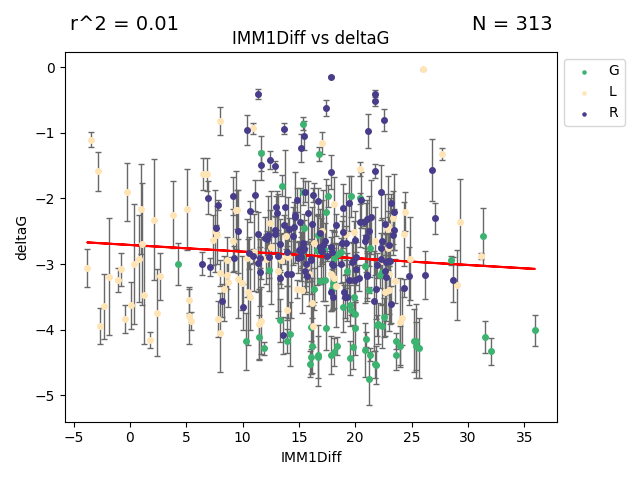 r^2 = 0.01
N = 313
IMM1Diff vs deltaG
G
L
R
deltaG
0
−1
−2
−3
−4
−5
−5
0
5
10
15
20
25
30
35
IMM1Diff